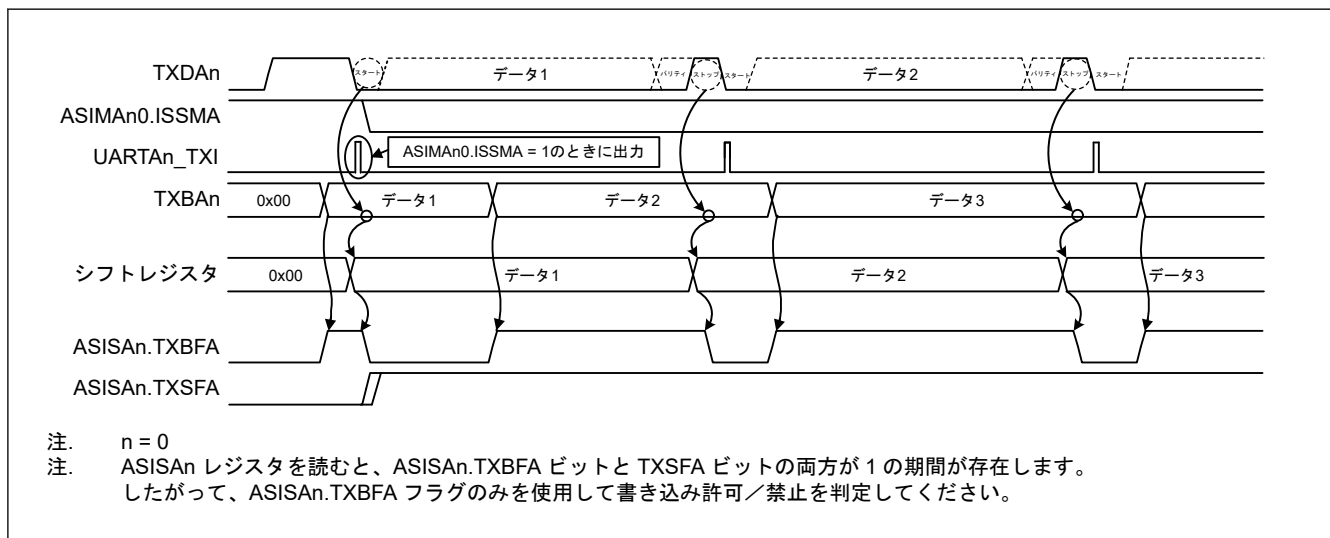 TXDAn スタート データ1 パリティ ストップ スタート データ2 パリティ ストップ スタート
ASIMAn0.ISSMA
UARTAn_TXI ASIMAn0.ISSMA = 1のときに出力
TXBAn 0x00 データ1 データ2 データ3
シフトレジスタ 0x00 データ1 データ2 データ3
ASISAn.TXBFA
ASISAn.TXSFA
注. n = 0
注. ASISAn レジスタを読むと、ASISAn.TXBFA ビットと TXSFA ビットの両方が 1 の期間が存在します。
したがって、ASISAn.TXBFA フラグのみを使用して書き込み許可／禁止を判定してください。